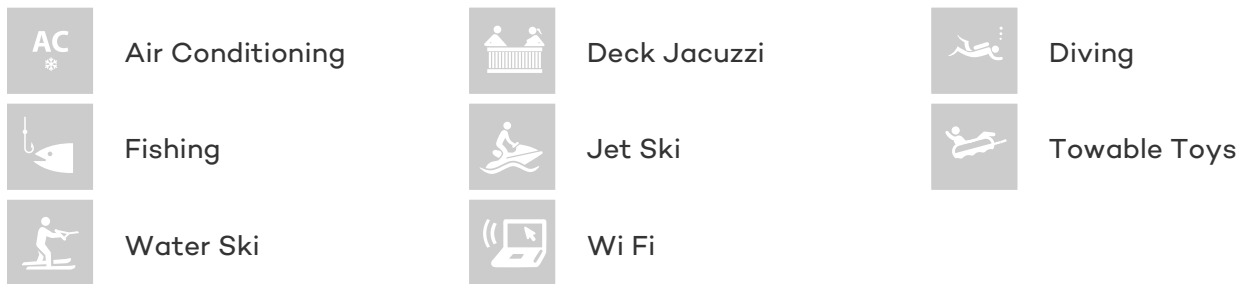 AC
Air Conditioning
Deck Jacuzzi
Diving
Fishing
Jet Ski
Towable Toys
Water Ski
Wi Fi